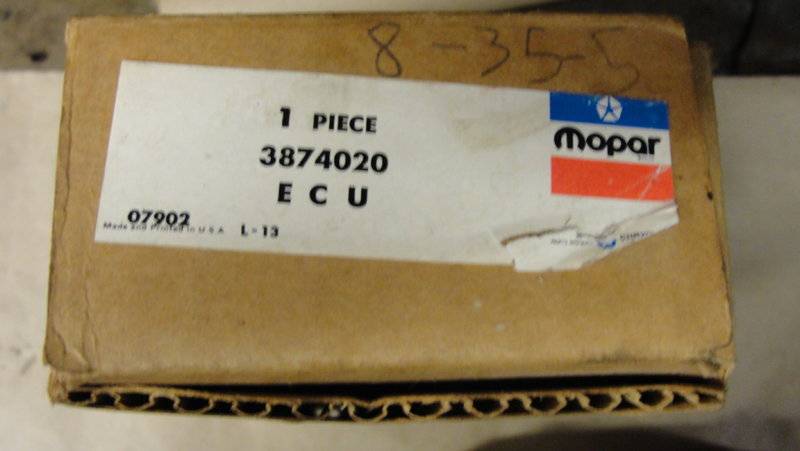 8-35-5
1 PIECE
Mopar
3874020
E C U
07902
Made and Printed in U.S.A. L-13